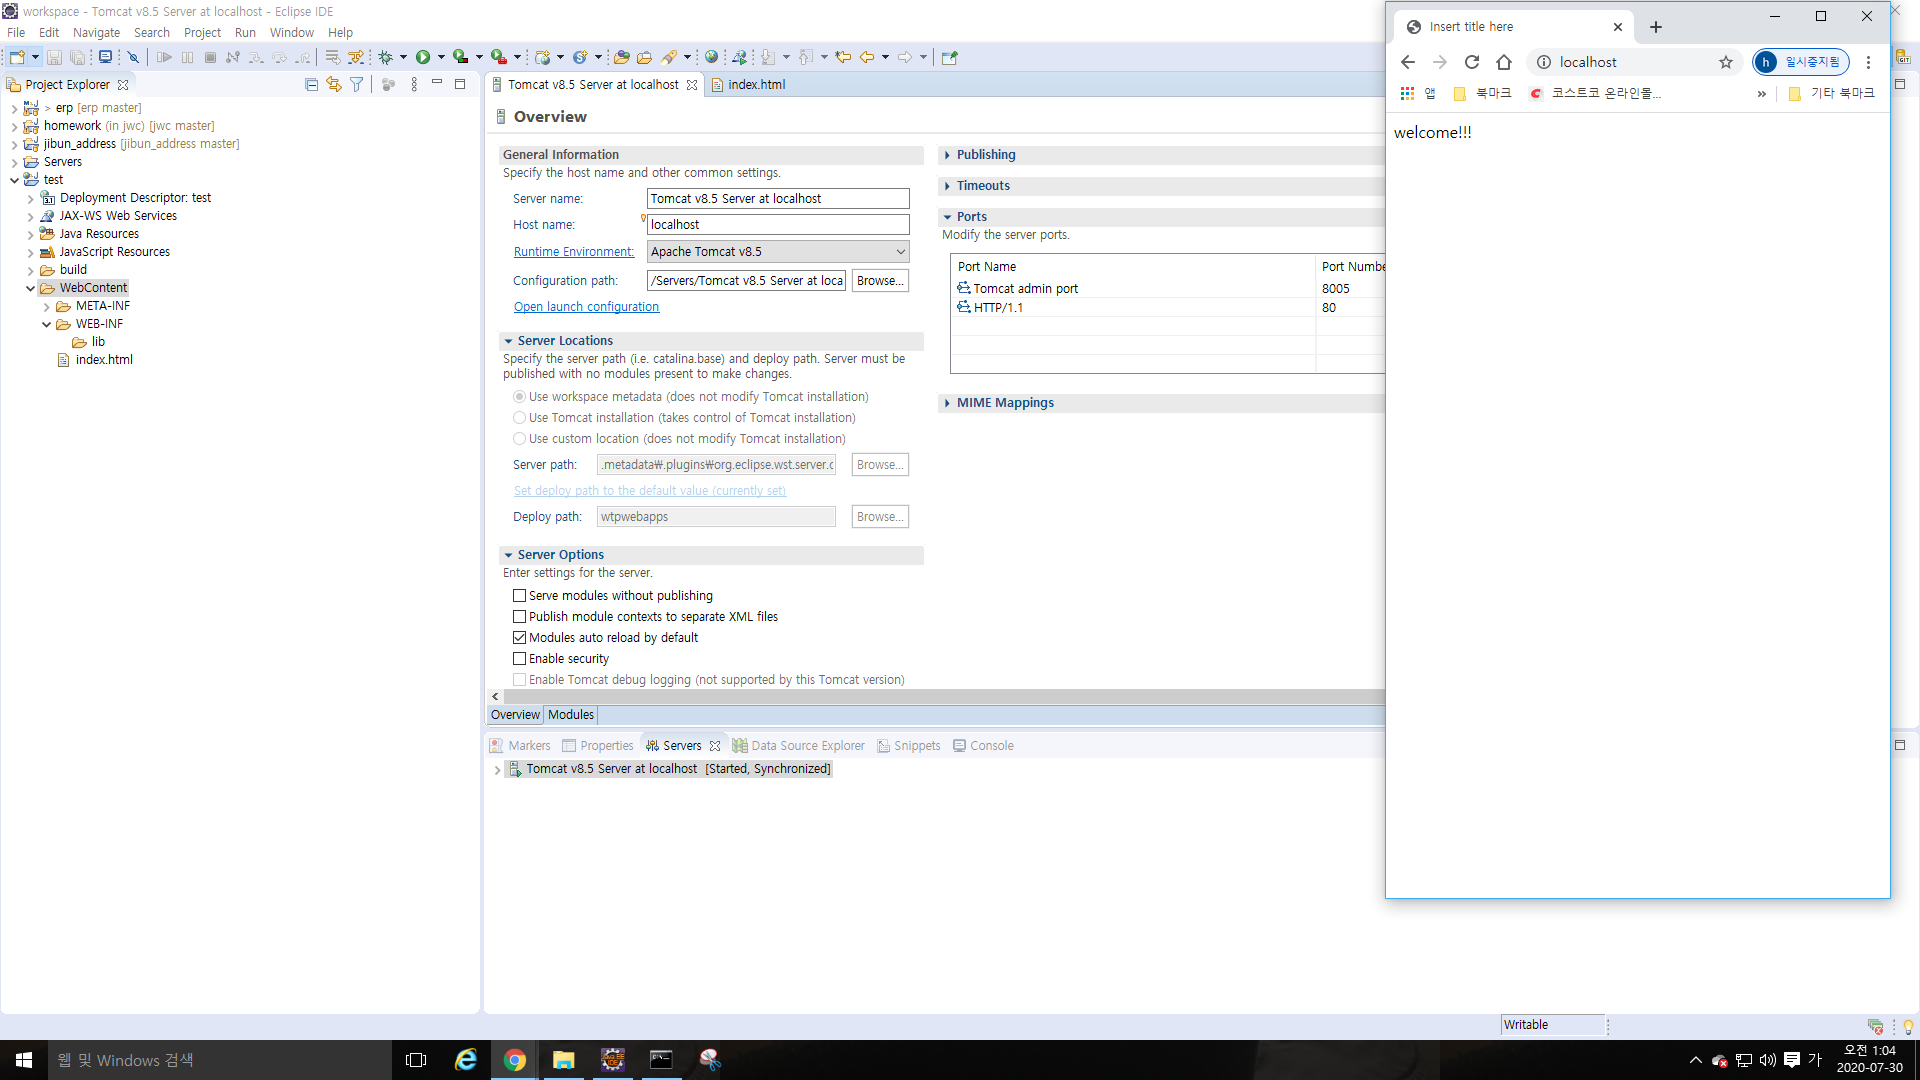 workspace - Tomcat v8.5 Server at localhost - Eclipse IDE
File Edit Navigate Search Project Run Window Help
Project Explorer
> erp [erp master]
homework (in jwc) [jwc master]
jibun_address [jibun_address master]
Servers
test
Deployment Descriptor: test
JAX-WS Web Services
Java Resources
JavaScript Resources
build
WebContent
META-INF
WEB-INF
lib
index.html
Tomcat v8.5 Server at localhost
index.html
Overview
General Information
Specify the host name and other common settings.
Server name: Tomcat v8.5 Server at localhost
Host name: localhost
Runtime Environment: Apache Tomcat v8.5
Configuration path: /Servers/Tomcat v8.5 Server at loca Browse...
Open launch configuration
Server Locations
Specify the server path (i.e. catalina.base) and deploy path. Server must be
published with no modules present to make changes.
Use workspace metadata (does not modify Tomcat installation)
Use Tomcat installation (takes control of Tomcat installation)
Use custom location (does not modify Tomcat installation)
Server path: .metadata₩.plugins₩org.eclipse.wst.server.c Browse...
Set deploy path to the default value (currently set)
Deploy path: wtpwebapps Browse...
Server Options
Enter settings for the server.
Serve modules without publishing
Publish module contexts to separate XML files
Modules auto reload by default
Enable security
Enable Tomcat debug logging (not supported by this Tomcat version)
Publishing
Timeouts
Ports
Modify the server ports.
Port Name Port Numbe
Tomcat admin port 8005
HTTP/1.1 80
MIME Mappings
Overview Modules
Markers Properties Servers Data Source Explorer Snippets Console
Tomcat v8.5 Server at localhost [Started, Synchronized]
Insert title here
localhost
h 일시중지됨
앱 북마크 코스트코 온라인몰... » 기타 북마크
welcome!!!
Writable
웹 및 Windows 검색
가
오전 1:04
2020-07-30